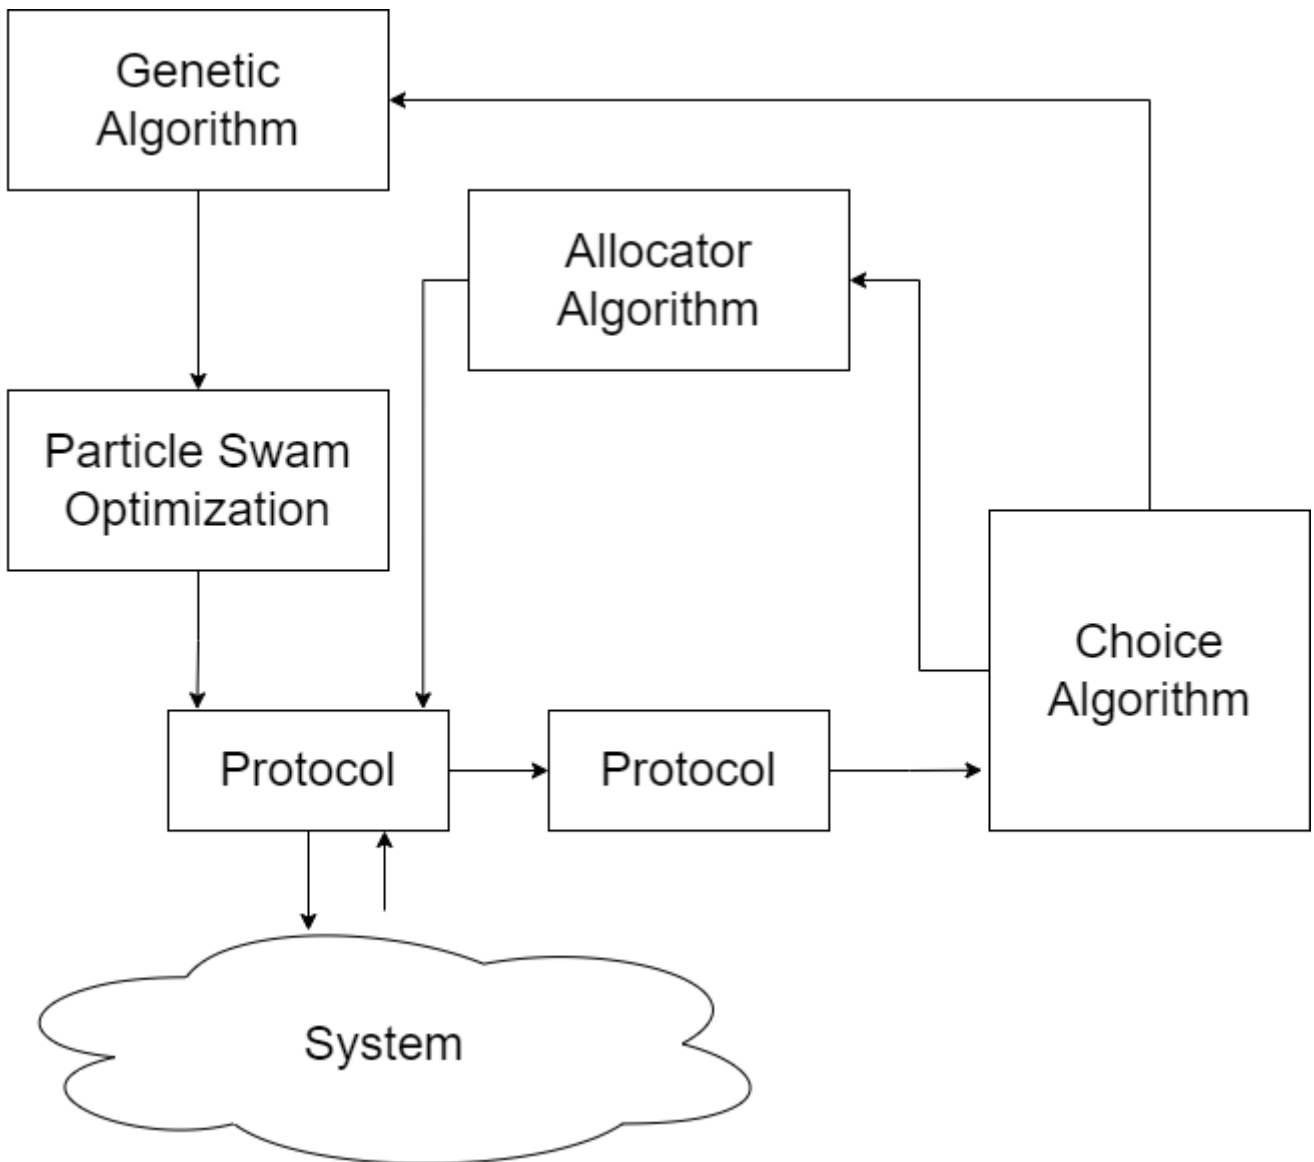 Genetic
Algorithm
Allocator
Algorithm
Particle Swam
Optimization
Choice
Algorithm
Protocol
Protocol
System